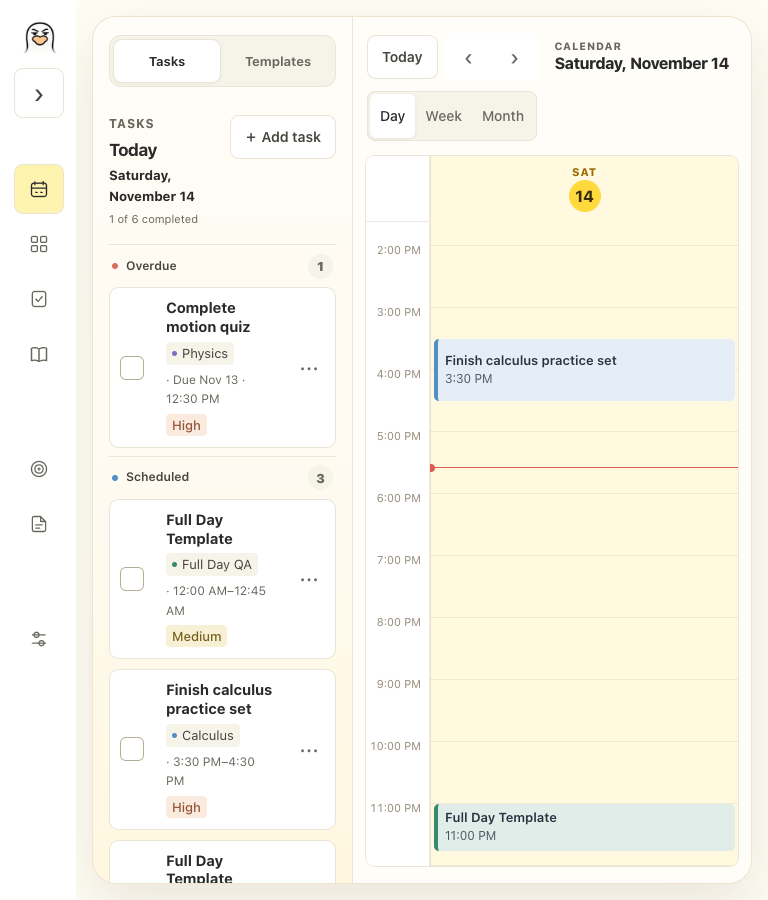 Tasks
Templates
TASKS
Today
Saturday,
November 14
1 of 6 completed
+ Add task
Overdue
1
Complete
motion quiz
Physics
· Due Nov 13 ·
12:30 PM
High
Scheduled
3
Full Day
Template
Full Day QA
· 12:00 AM–12:45
AM
Medium
Finish calculus
practice set
Calculus
· 3:30 PM–4:30
PM
High
Full Day
Template
Today
CALENDAR
Saturday, November 14
Day
Week
Month
SAT
14
2:00 PM
3:00 PM
Finish calculus practice set
3:30 PM
4:00 PM
5:00 PM
6:00 PM
7:00 PM
8:00 PM
9:00 PM
10:00 PM
11:00 PM
Full Day Template
11:00 PM